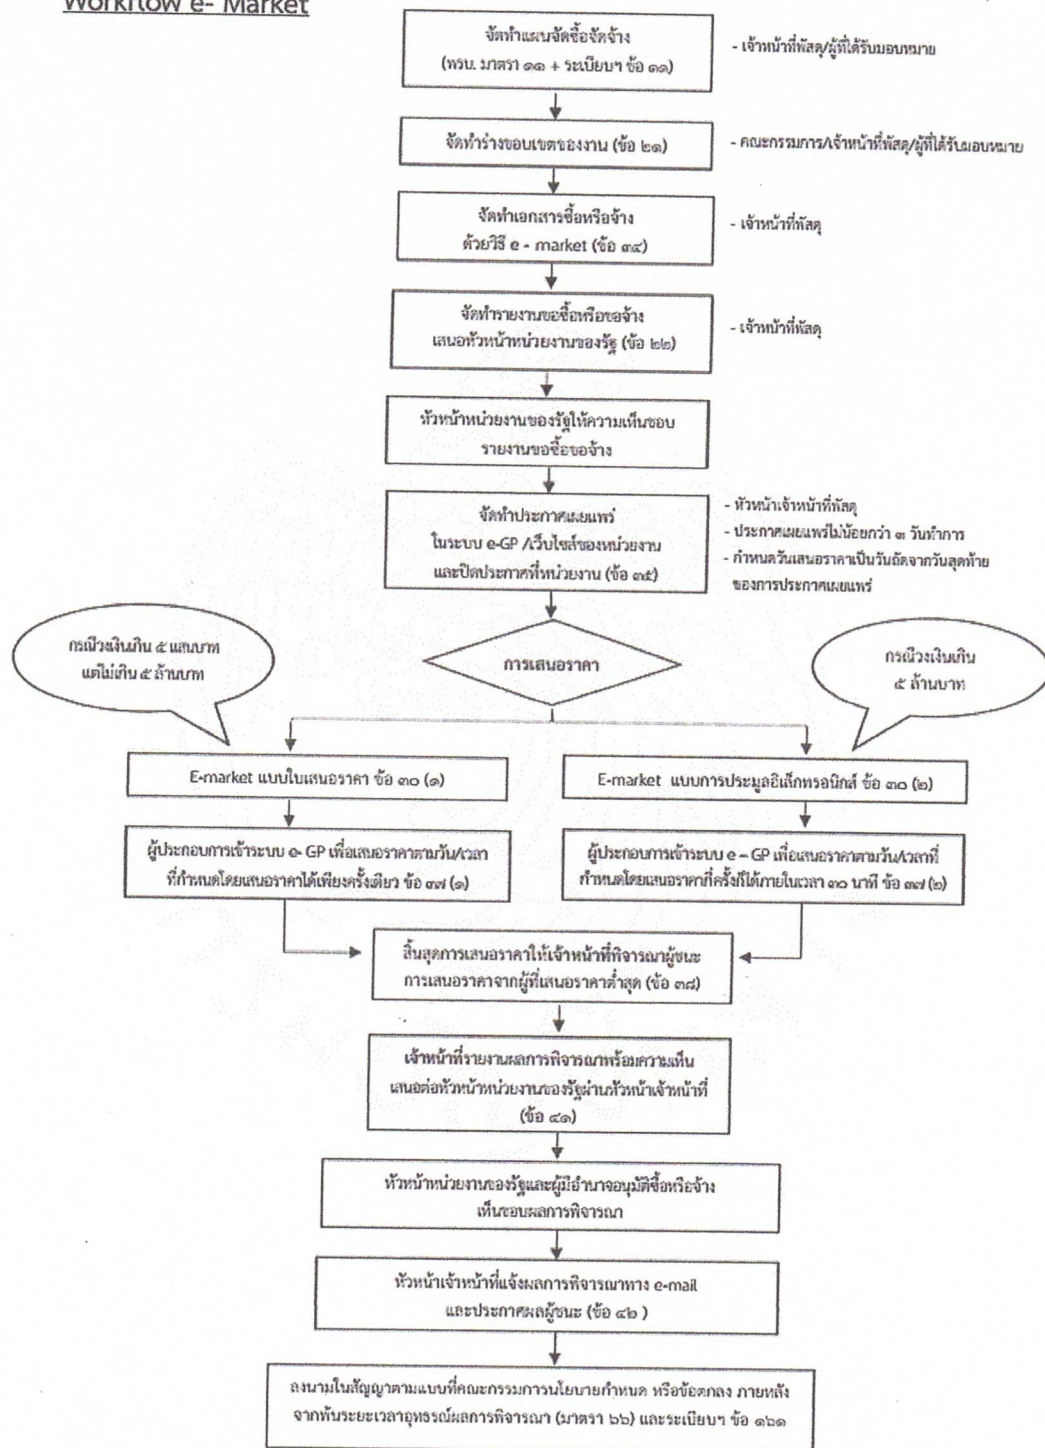 Workflow e- Market
จัดทำแผนจัดซื้อจัดจ้าง
(พรบ. มาตรา ๑๑ + ระเบียบฯ ข้อ ๑๑)
- เจ้าหน้าที่พัสดุ/ผู้ที่ได้รับมอบหมาย
จัดทำร่างขอบเขตของงาน (ข้อ ๒๑)
- คณะกรรมการ/เจ้าหน้าที่พัสดุ/ผู้ที่ได้รับมอบหมาย
จัดทำเอกสารซื้อหรือจ้าง
ด้วยวิธี e - market (ข้อ ๓๔)
- เจ้าหน้าที่พัสดุ
จัดทำรายงานขอซื้อหรือขอจ้าง
เสนอหัวหน้าหน่วยงานของรัฐ (ข้อ ๒๒)
- เจ้าหน้าที่พัสดุ
หัวหน้าหน่วยงานของรัฐให้ความเห็นชอบ
รายงานขอซื้อขอจ้าง
จัดทำประกาศเผยแพร่
ในระบบ e-GP /เว็บไซส์ของหน่วยงาน
และปิดประกาศที่หน่วยงาน (ข้อ ๓๕)
- หัวหน้าเจ้าหน้าที่พัสดุ
- ประกาศเผยแพร่ไม่น้อยกว่า ๓ วันทำการ
- กำหนดวันเสนอราคาเป็นวันถัดจากวันสุดท้าย
ของการประกาศเผยแพร่
กรณีวงเงินเกิน ๕ แสนบาท
แต่ไม่เกิน ๕ ล้านบาท
การเสนอราคา
กรณีวงเงินเกิน
๕ ล้านบาท
E-market แบบใบเสนอราคา ข้อ ๓๐ (๑)
E-market แบบการประมูลอิเล็กทรอนิกส์ ข้อ ๓๐ (๒)
ผู้ประกอบการเข้าระบบ e- GP เพื่อเสนอราคาตามวัน/เวลา
ที่กำหนดโดยเสนอราคาได้เพียงครั้งเดียว ข้อ ๓๗ (๑)
ผู้ประกอบการเข้าระบบ e – GP เพื่อเสนอราคาตามวัน/เวลาที่
กำหนดโดยเสนอราคากี่ครั้งก็ได้ภายในเวลา ๓๐ นาที ข้อ ๓๗ (๒)
สิ้นสุดการเสนอราคาให้เจ้าหน้าที่พิจารณาผู้ชนะ
การเสนอราคาจากผู้ที่เสนอราคาต่ำสุด (ข้อ ๓๘)
เจ้าหน้าที่รายงานผลการพิจารณาพร้อมความเห็น
เสนอต่อหัวหน้าหน่วยงานของรัฐผ่านหัวหน้าเจ้าหน้าที่
(ข้อ ๔๑)
หัวหน้าหน่วยงานของรัฐและผู้มีอำนาจอนุมัติซื้อหรือจ้าง
เห็นชอบผลการพิจารณา
หัวหน้าเจ้าหน้าที่แจ้งผลการพิจารณาทาง e-mail
และประกาศผลผู้ชนะ (ข้อ ๔๒ )
ลงนามในสัญญาตามแบบที่คณะกรรมการนโยบายกำหนด หรือข้อตกลง ภายหลัง
จากพ้นระยะเวลาอุทธรณ์ผลการพิจารณา (มาตรา ๖๖) และระเบียบฯ ข้อ ๑๖๑